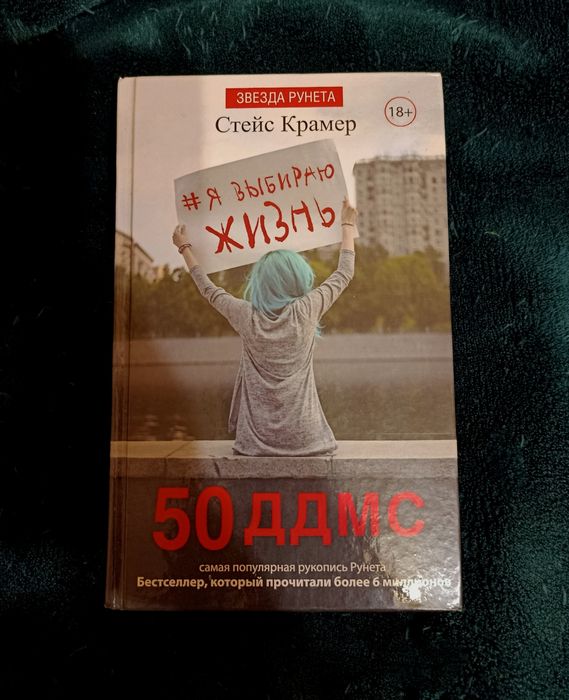 ЗВЕЗДА РУНЕТА
Стейс Крамер
18+
#Я ВЫБИРАЮ
ЖИЗНЬ
50 ДДМС
самая популярная рукопись Рунета
Бестселлер, который прочитали более 6 миллионов